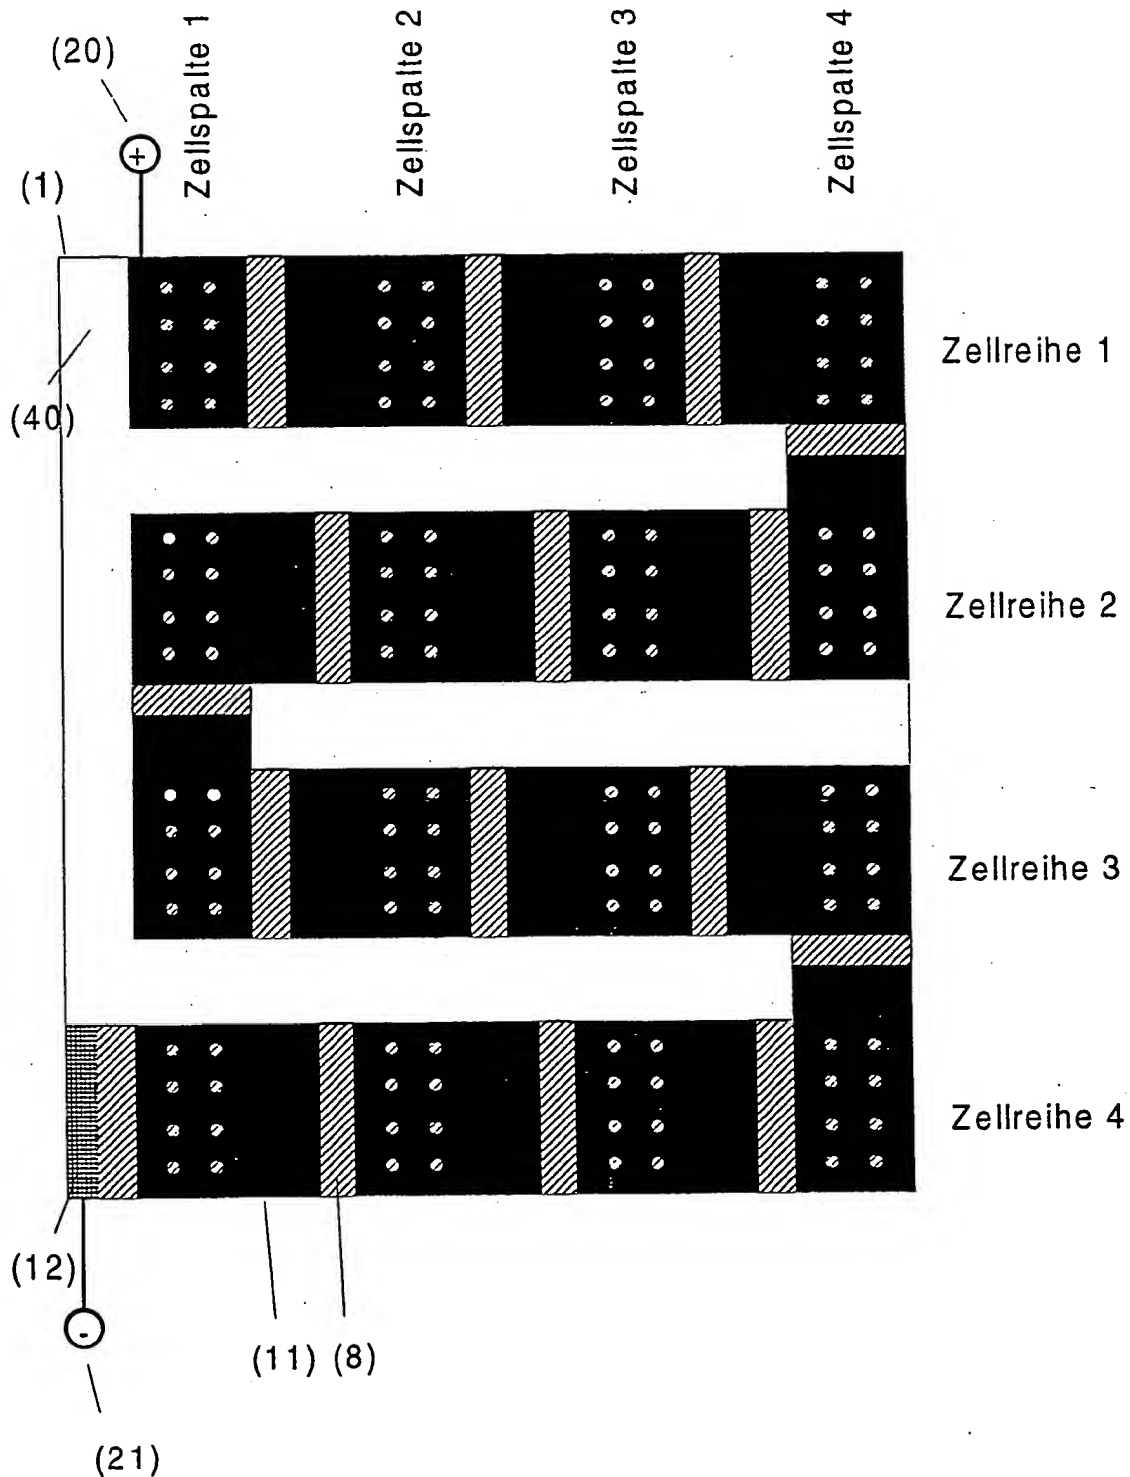 (20)
Zellspalte 1
Zellspalte 2
Zellspalte 3
Zellspalte 4
+
(1)
Zellreihe 1
(40)
Zellreihe 2
Zellreihe 3
Zellreihe 4
(12)
-
(11)
(8)
(21)